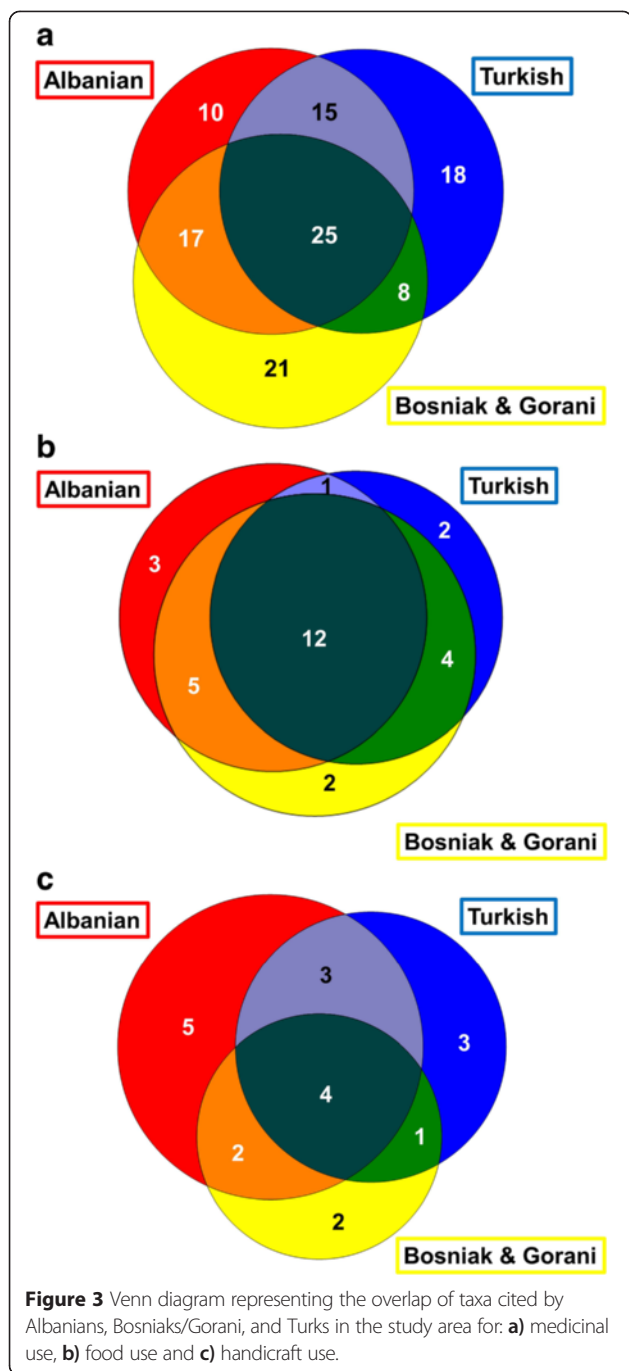 a
Albanian
Turkish
10
15
18
17
25
8
21
Bosniak & Gorani
b
Albanian
Turkish
1
2
3
12
4
5
2
Bosniak & Gorani
c
Albanian
Turkish
3
5
3
4
1
2
2
Bosniak & Gorani
Figure 3 Venn diagram representing the overlap of taxa cited by
Albanians, Bosniaks/Gorani, and Turks in the study area for: a) medicinal
use, b) food use and c) handicraft use.